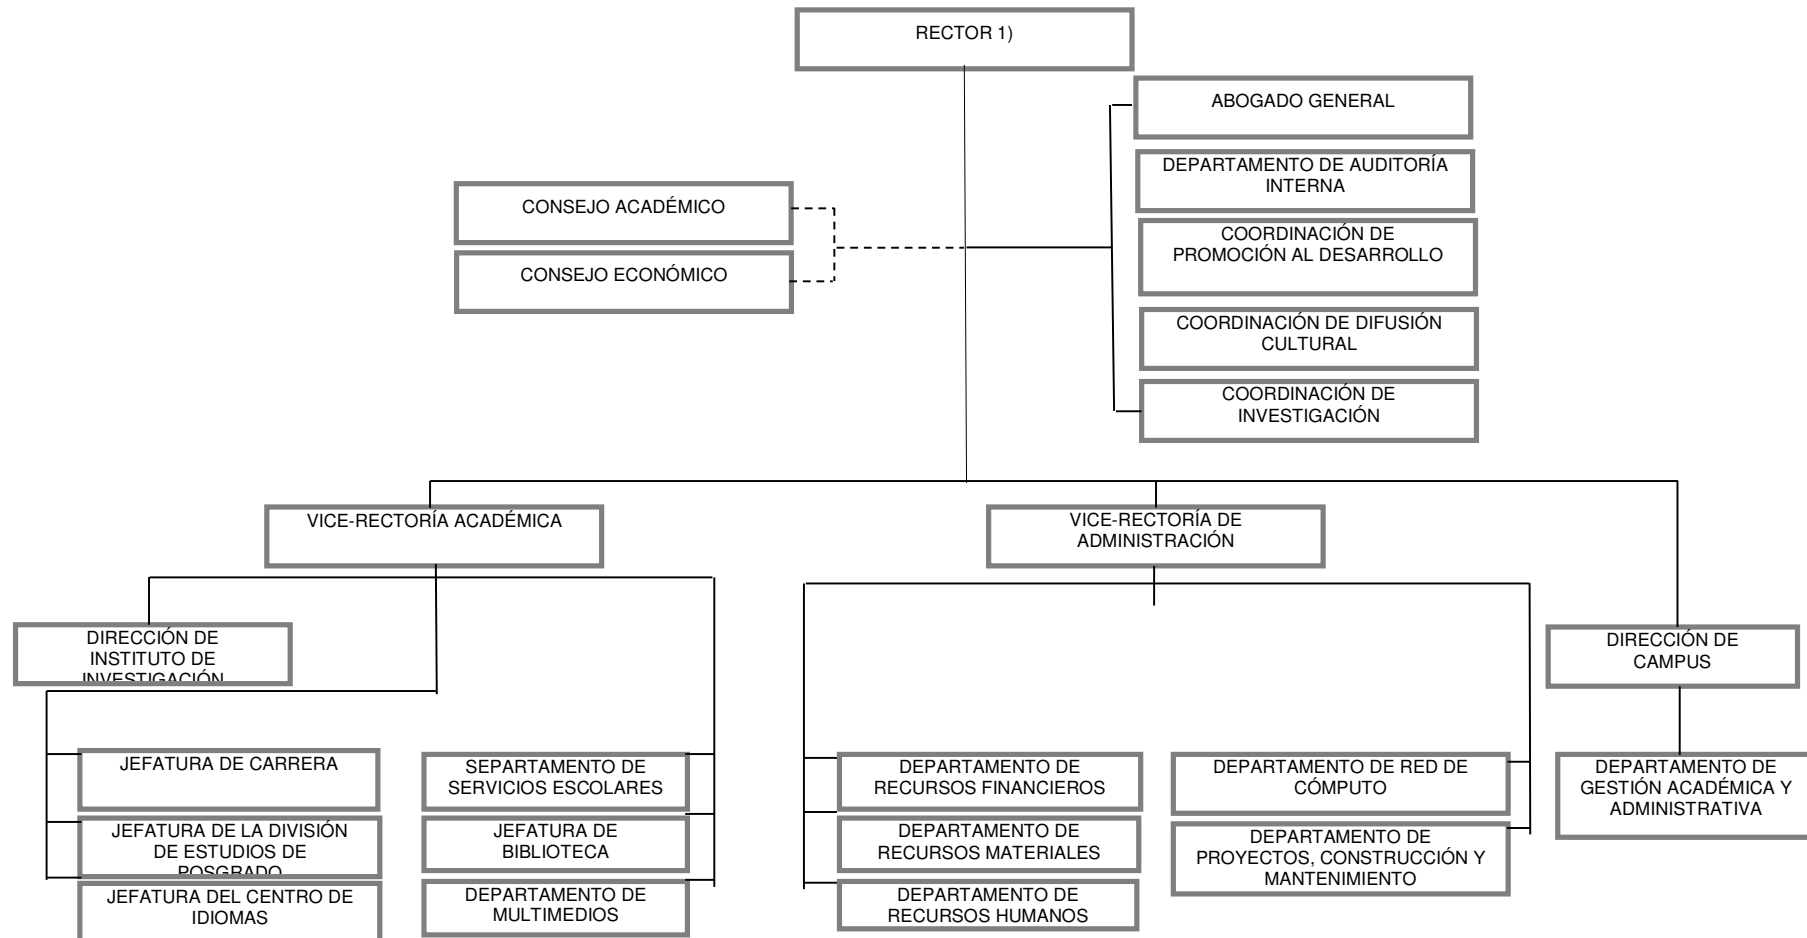 RECTOR 1)
ABOGADO GENERAL
DEPARTAMENTO DE AUDITORÍA
INTERNA
CONSEJO ACADÉMICO
CONSEJO ECONÓMICO
COORDINACIÓN DE
PROMOCIÓN AL DESARROLLO
COORDINACIÓN DE DIFUSIÓN
CULTURAL
COORDINACIÓN DE
INVESTIGACIÓN
VICE-RECTORÍA ACADÉMICA
VICE-RECTORÍA DE
ADMINISTRACIÓN
DIRECCIÓN DE
INSTITUTO DE
INVESTIGACIÓN
DIRECCIÓN DE
CAMPUS
JEFATURA DE CARRERA
JEFATURA DE LA DIVISIÓN
DE ESTUDIOS DE
POSGRADO
JEFATURA DEL CENTRO DE
IDIOMAS
SEPARTAMENTO DE
SERVICIOS ESCOLARES
JEFATURA DE
BIBLIOTECA
DEPARTAMENTO DE
MULTIMEDIOS
DEPARTAMENTO DE
RECURSOS FINANCIEROS
DEPARTAMENTO DE
RECURSOS MATERIALES
DEPARTAMENTO DE
RECURSOS HUMANOS
DEPARTAMENTO DE RED DE
CÓMPUTO
DEPARTAMENTO DE
PROYECTOS, CONSTRUCCIÓN Y
MANTENIMIENTO
DEPARTAMENTO DE
GESTIÓN ACADÉMICA Y
ADMINISTRATIVA